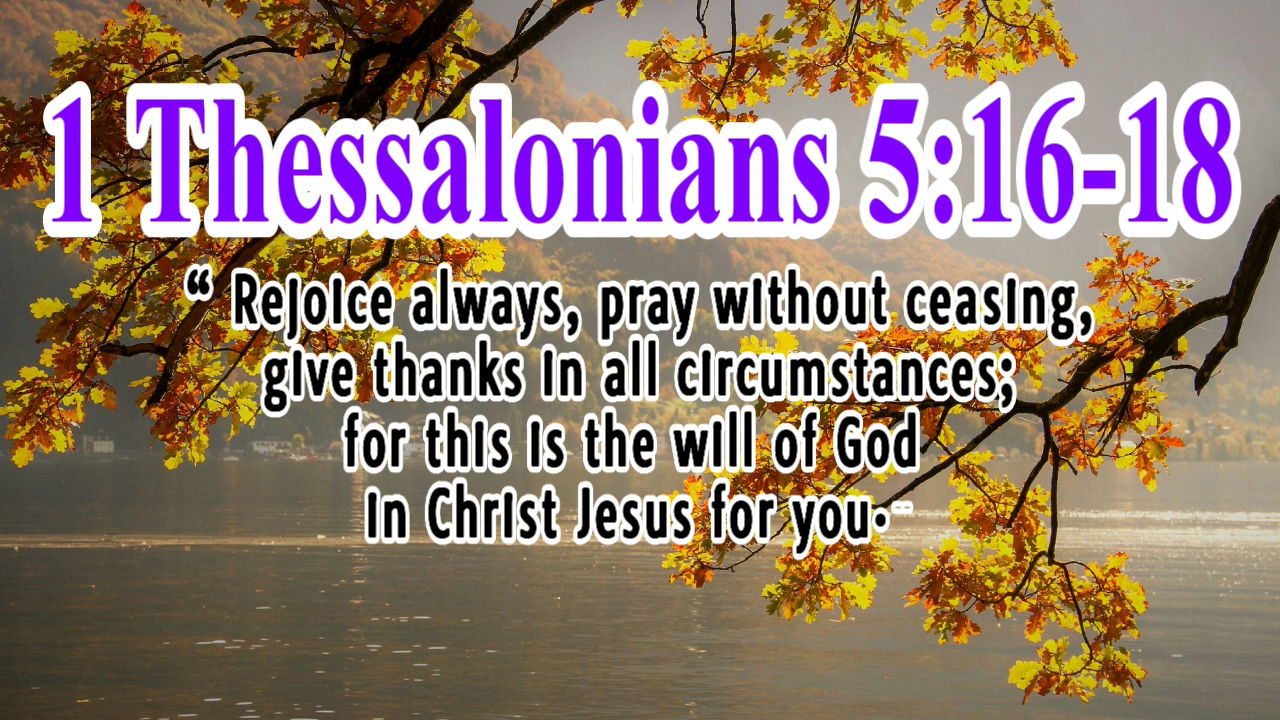 1 Thessalonians 5:16-18
“ Rejoice always, pray without ceasing,
give thanks in all circumstances;
for this is the will of God
in Christ Jesus for you.